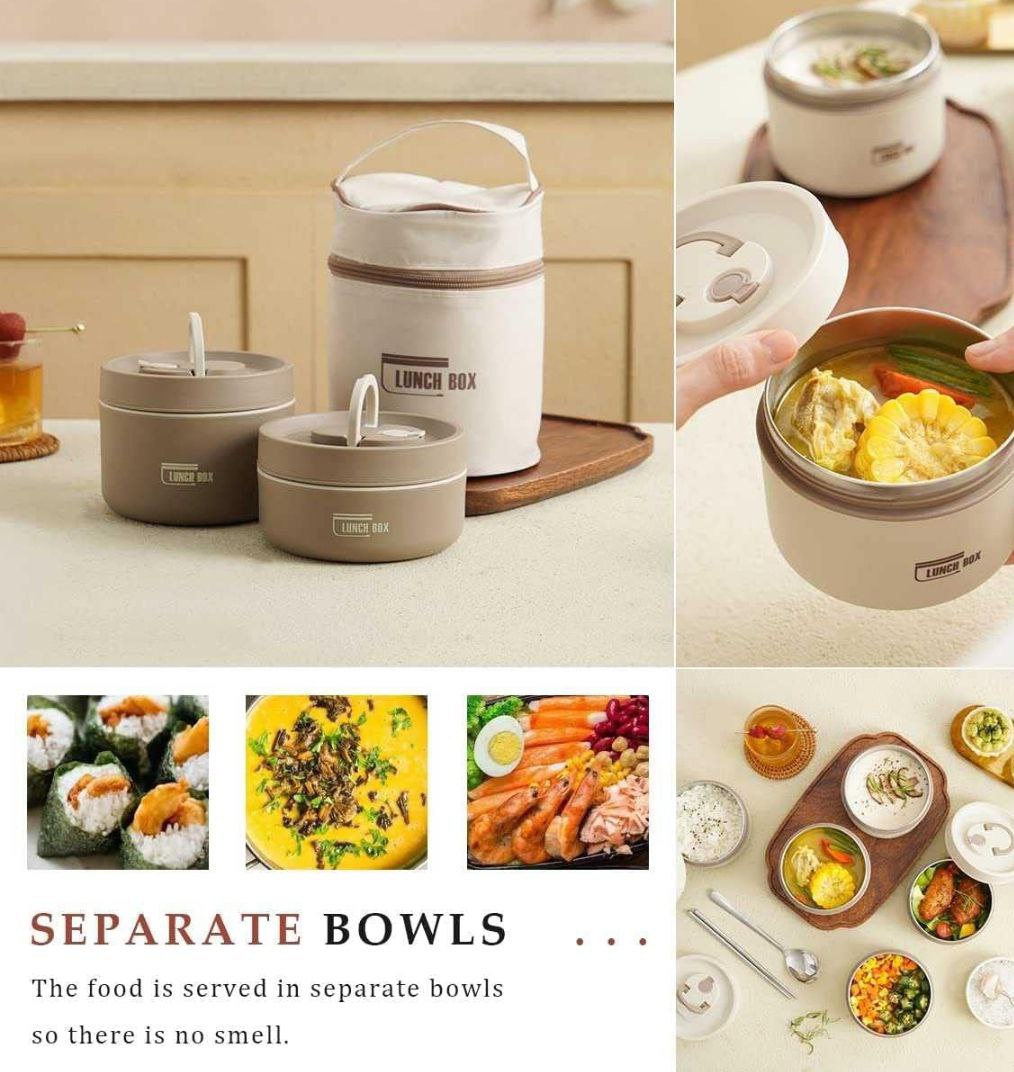 LUNCH BOX
LUNCH BOX
LUNCH BOX
LUNCH BOX
SEPARATE BOWLS ...
The food is served in separate bowls
so there is no smell.